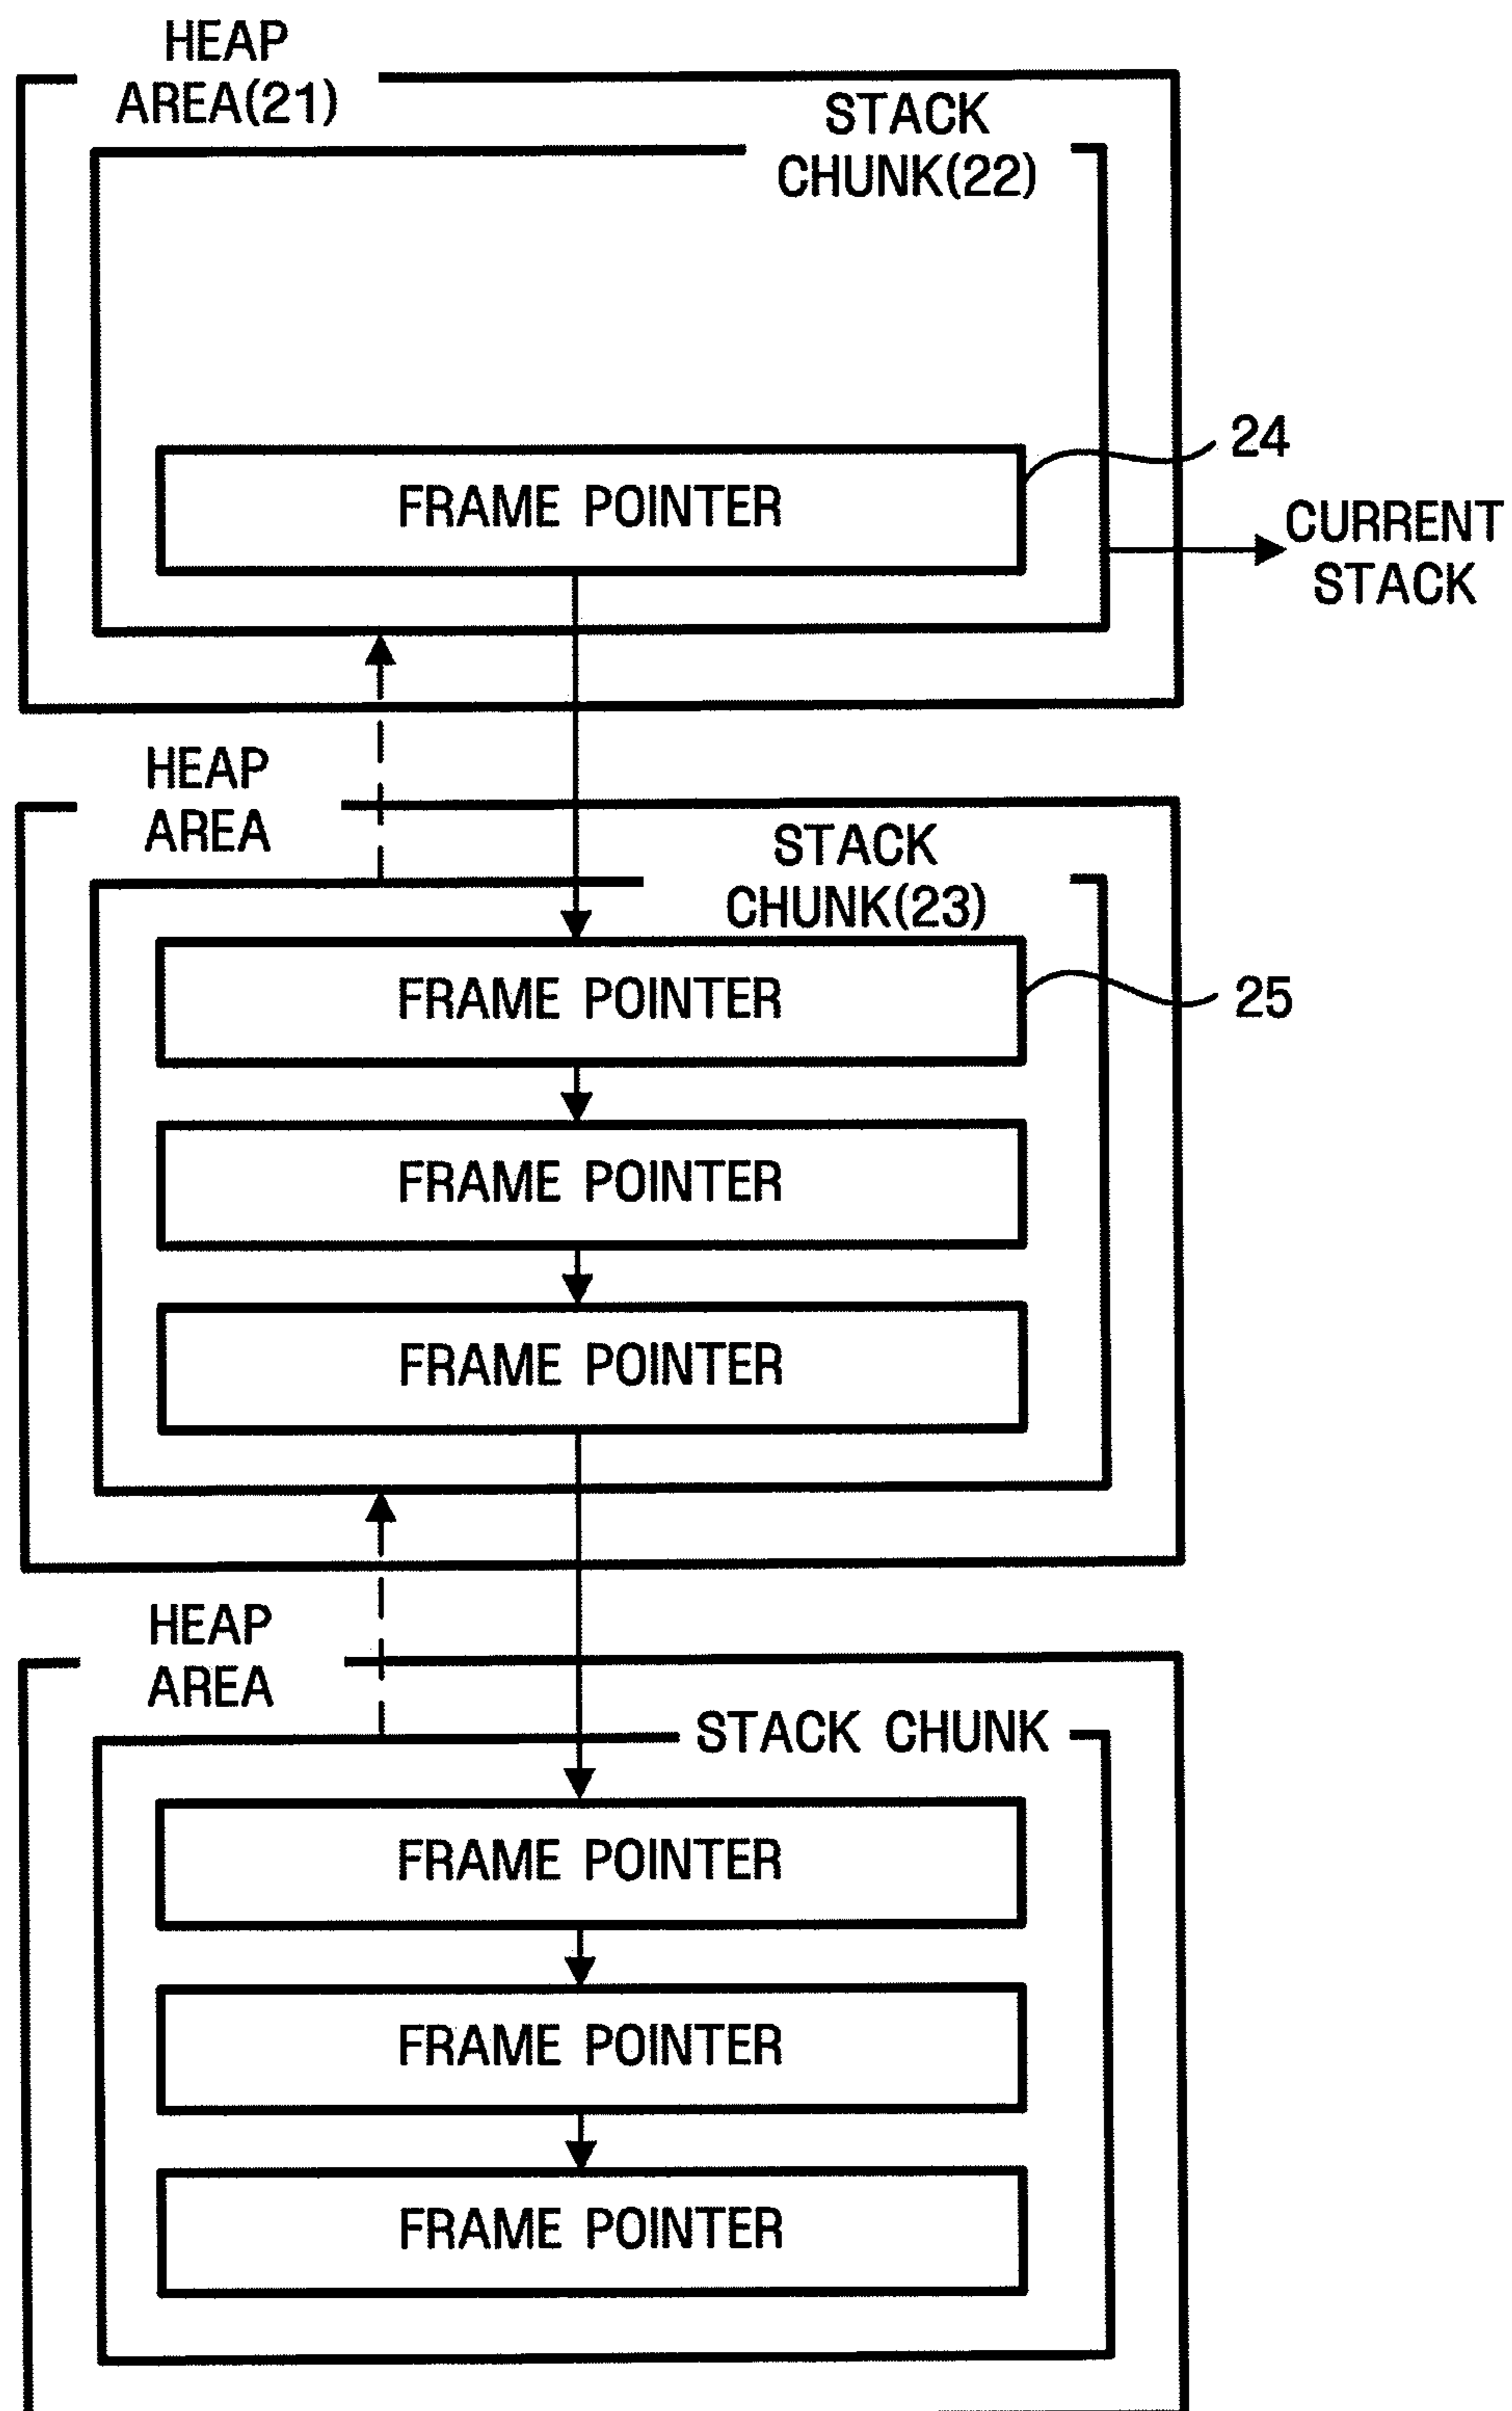 HEAP
AREA(21)
STACK
CHUNK(22)
24
FRAME POINTER
CURRENT
STACK
HEAP
AREA
STACK
CHUNK(23)
FRAME POINTER
25
FRAME POINTER
FRAME POINTER
HEAP
AREA
STACK CHUNK
FRAME POINTER
FRAME POINTER
FRAME POINTER